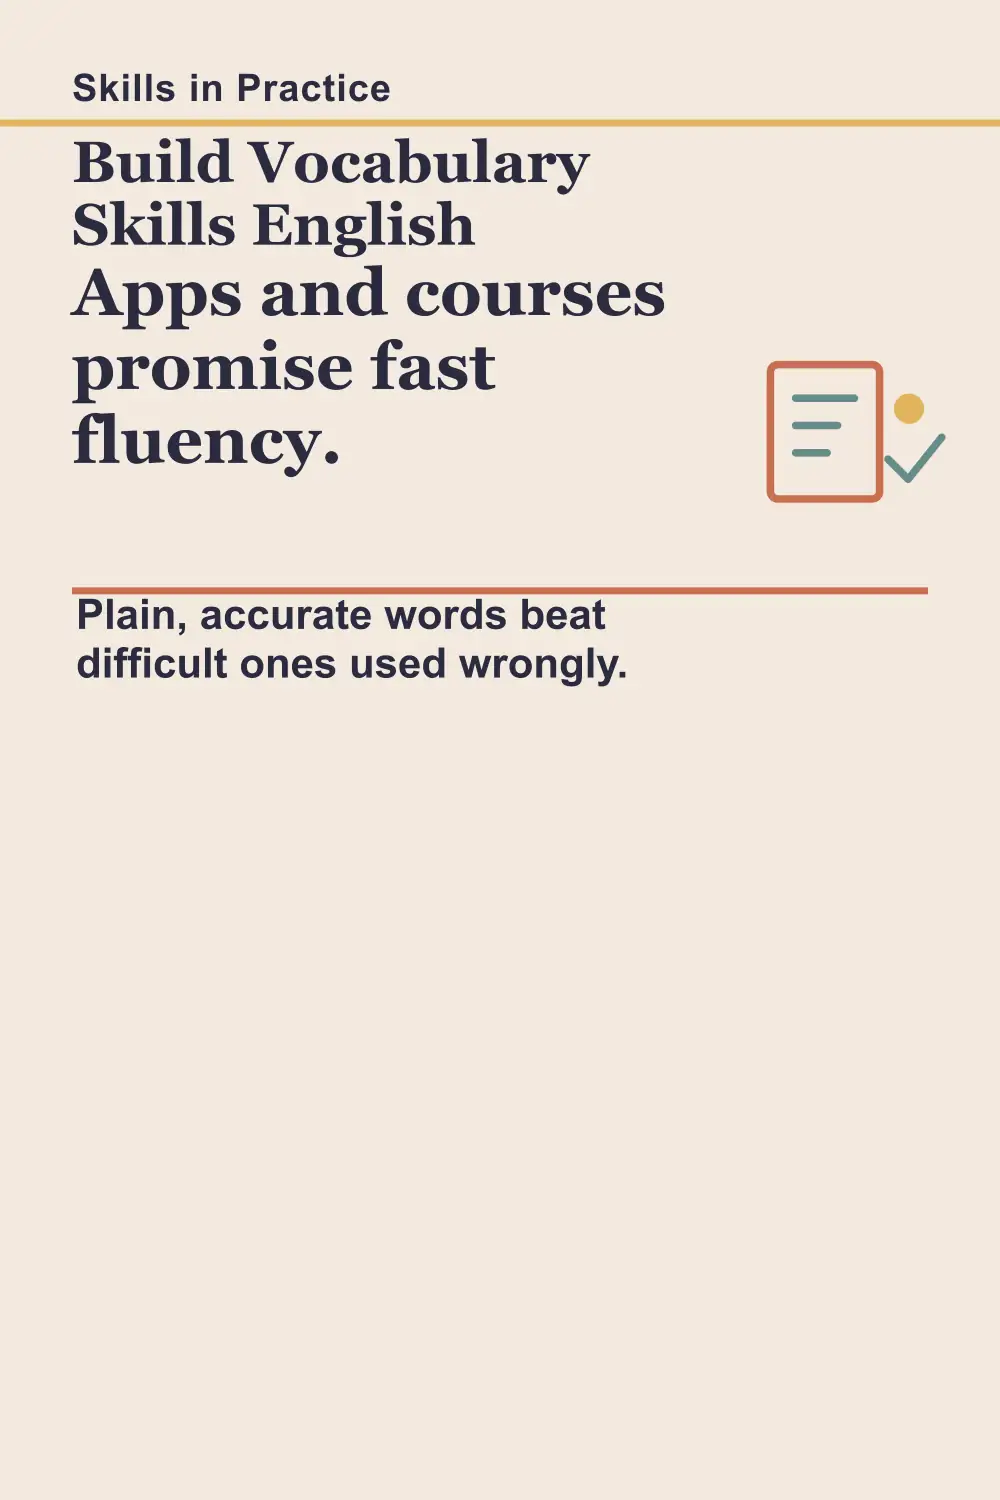 Skills in Practice
Build Vocabulary
Skills English
Apps and courses
promise fast
fluency.
Plain, accurate words beat
difficult ones used wrongly.